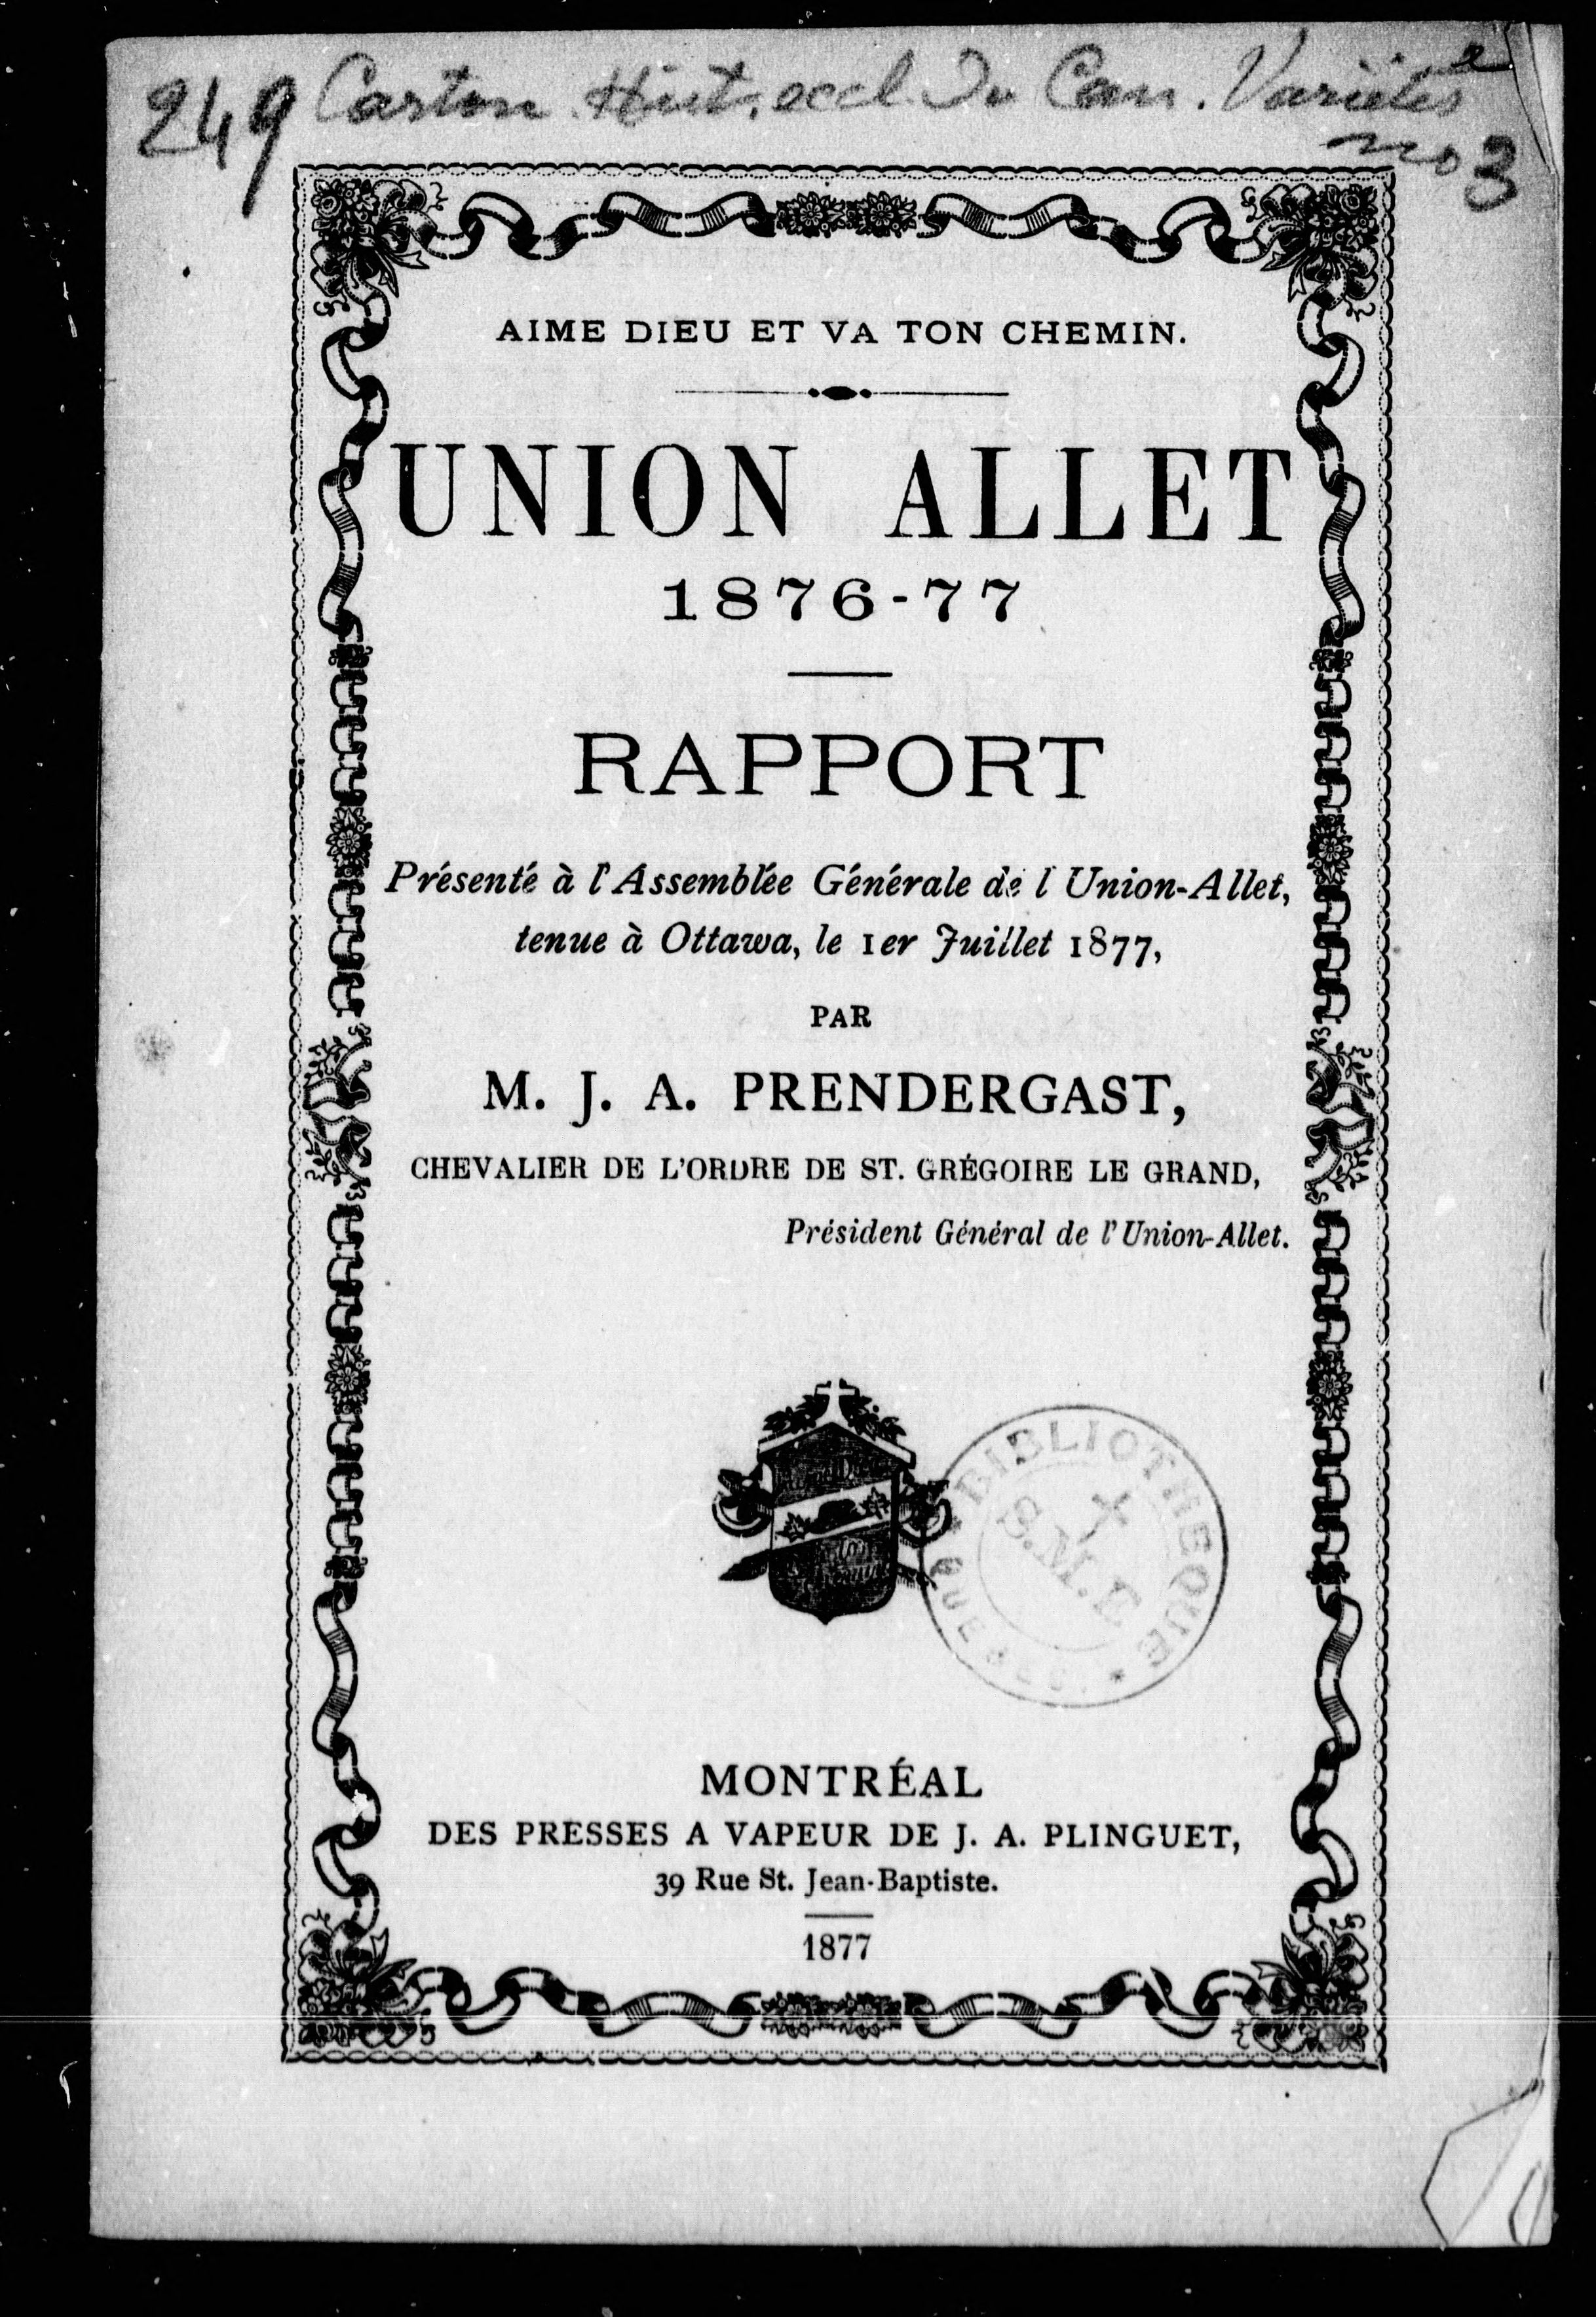 249 Carton Hist. eccl. du Can. Variétés 2
no 3
AIME DIEU ET VA TON CHEMIN.
UNION ALLET
1876-77
RAPPORT
Présenté à l'Assemblée Générale de l'Union-Allet,
tenue à Ottawa, le 1er Juillet 1877,
PAR
M. J. A. PRENDERGAST,
CHEVALIER DE L'ORDRE DE ST. GRÉGOIRE LE GRAND,
Président Général de l'Union-Allet.
BIBLIOTHEQUE
S. M. E
QUEBEC
MONTRÉAL
DES PRESSES A VAPEUR DE J. A. PLINGUET,
39 Rue St. Jean-Baptiste.
1877